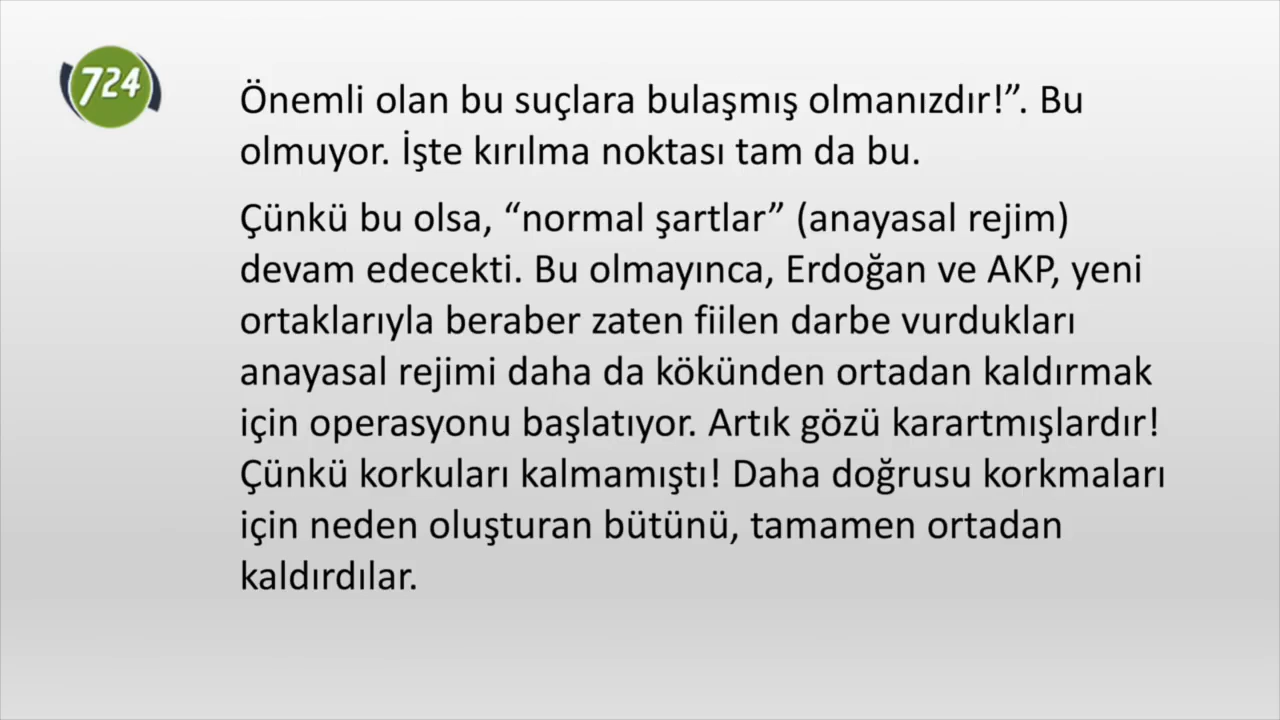 724
Önemli olan bu suçlara bulaşmış olmanızdır!”. Bu
olmuyor. İşte kırılma noktası tam da bu.
Çünkü bu olsa, “normal şartlar” (anayasal rejim)
devam edecekti. Bu olmayınca, Erdoğan ve AKP, yeni
ortaklarıyla beraber zaten fiilen darbe vurdukları
anayasal rejimi daha da kökünden ortadan kaldırmak
için operasyonu başlatıyor. Artık gözü karartmışlardır!
Çünkü korkuları kalmamıştı! Daha doğrusu korkmaları
için neden oluşturan bütünü, tamamen ortadan
kaldırdılar.